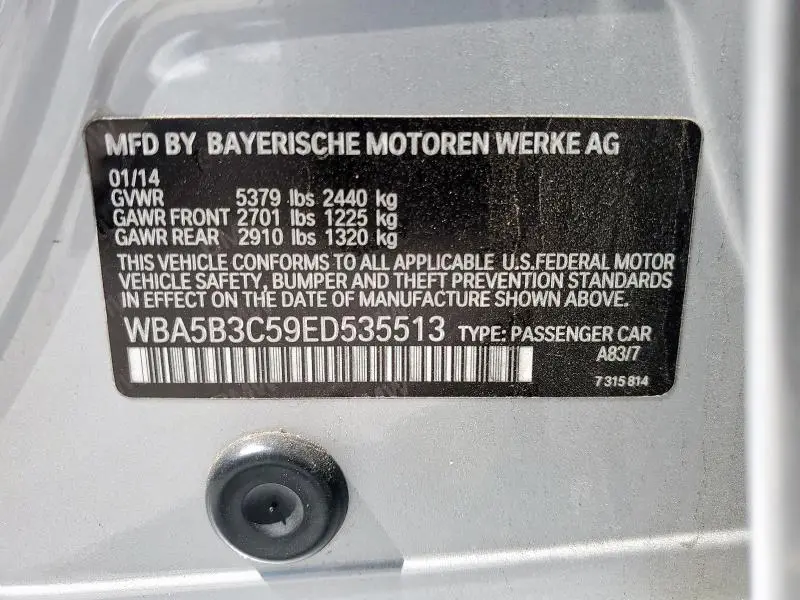 MFD BY BAYERISCHE MOTOREN WERKE AG
01/14
GVWR 5379 lbs 2440 kg
GAWR FRONT 2701 lbs 1225 kg
GAWR REAR 2910 lbs 1320 kg
THIS VEHICLE CONFORMS TO ALL APPLICABLE U.S.FEDERAL MOTOR
VEHICLE SAFETY, BUMPER AND THEFT PREVENTION STANDARDS
IN EFFECT ON THE DATE OF MANUFACTURE SHOWN ABOVE.
WBA5B3C59ED535513 TYPE: PASSENGER CAR
A83/7
7 315 814